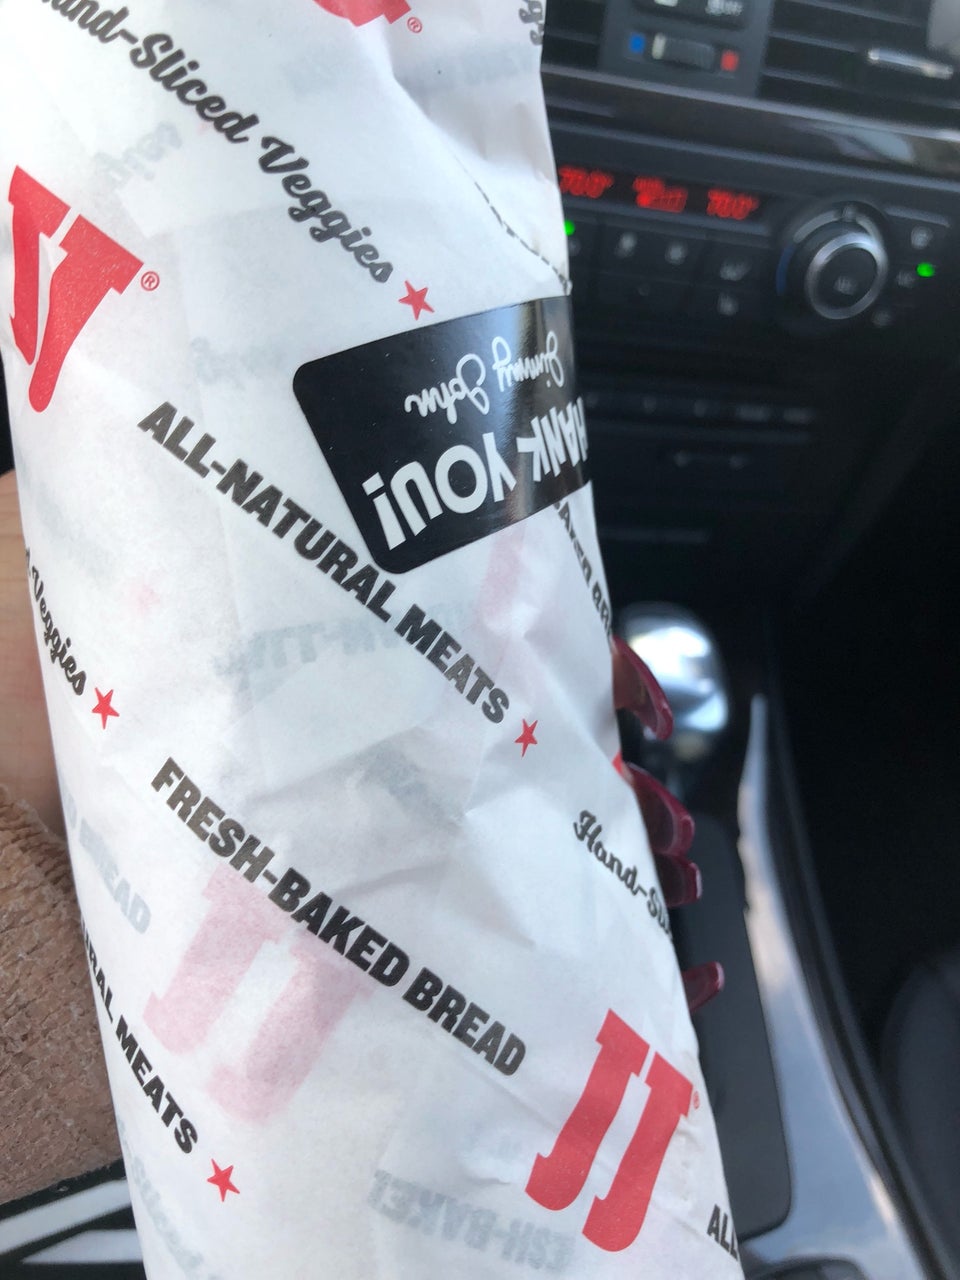 Hand-Sliced Veggies
JJ®
THANK YOU!
Jimmy John
ALL-NATURAL MEATS
Veggies
FRESH-BAKED BREAD
Hand-Sli
JJ®
RAL MEATS
ALL